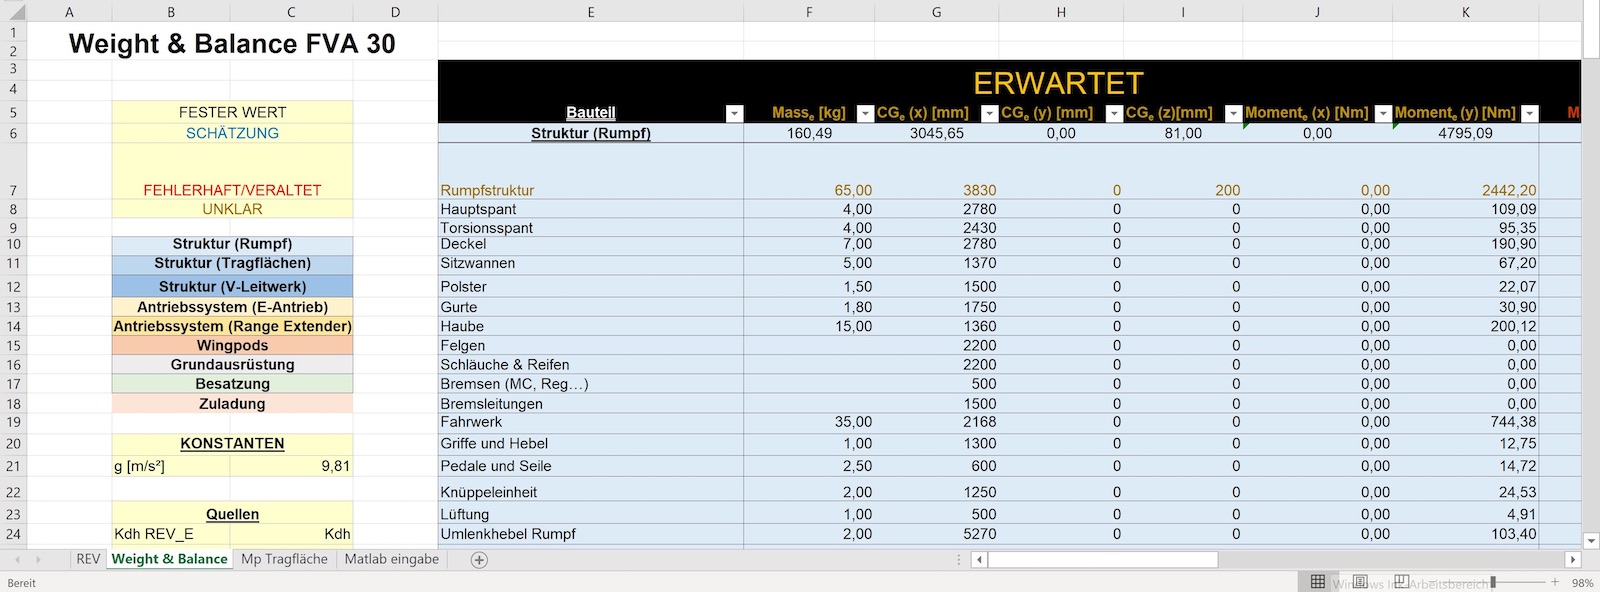 A B C D E F G H I J K
1 Weight & Balance FVA 30
2
3 ERWARTET
4
5 FESTER WERT Bauteil Massₑ [kg] CGₑ (x) [mm] CGₑ (y) [mm] CGₑ (z)[mm] Momentₑ (x) [Nm] Momentₑ (y) [Nm] M
6 SCHÄTZUNG Struktur (Rumpf) 160,49 3045,65 0,00 81,00 0,00 4795,09
7 FEHLERHAFT/VERALTET Rumpfstruktur 65,00 3830 0 200 0,00 2442,20
8 UNKLAR Hauptspant 4,00 2780 0 0 0,00 109,09
9 Torsionsspant 4,00 2430 0 0 0,00 95,35
10 Struktur (Rumpf) Deckel 7,00 2780 0 0 0,00 190,90
11 Struktur (Tragflächen) Sitzwannen 5,00 1370 0 0 0,00 67,20
12 Struktur (V-Leitwerk) Polster 1,50 1500 0 0 0,00 22,07
13 Antriebssystem (E-Antrieb) Gurte 1,80 1750 0 0 0,00 30,90
14 Antriebssystem (Range Extender) Haube 15,00 1360 0 0 0,00 200,12
15 Wingpods Felgen 2200 0 0 0,00 0,00
16 Grundausrüstung Schläuche & Reifen 2200 0 0 0,00 0,00
17 Besatzung Bremsen (MC, Reg…) 500 0 0 0,00 0,00
18 Zuladung Bremsleitungen 1500 0 0 0,00 0,00
19 Fahrwerk 35,00 2168 0 0 0,00 744,38
20 KONSTANTEN Griffe und Hebel 1,00 1300 0 0 0,00 12,75
21 g [m/s²] 9,81 Pedale und Seile 2,50 600 0 0 0,00 14,72
22 Knüppeleinheit 2,00 1250 0 0 0,00 24,53
23 Quellen Lüftung 1,00 500 0 0 0,00 4,91
24 Kdh REV_E Kdh Umlenkhebel Rumpf 2,00 5270 0 0 0,00 103,40
REV Weight & Balance Mp Tragfläche Matlab eingabe
Bereit Windows Ink-Arbeitsbereich 98%